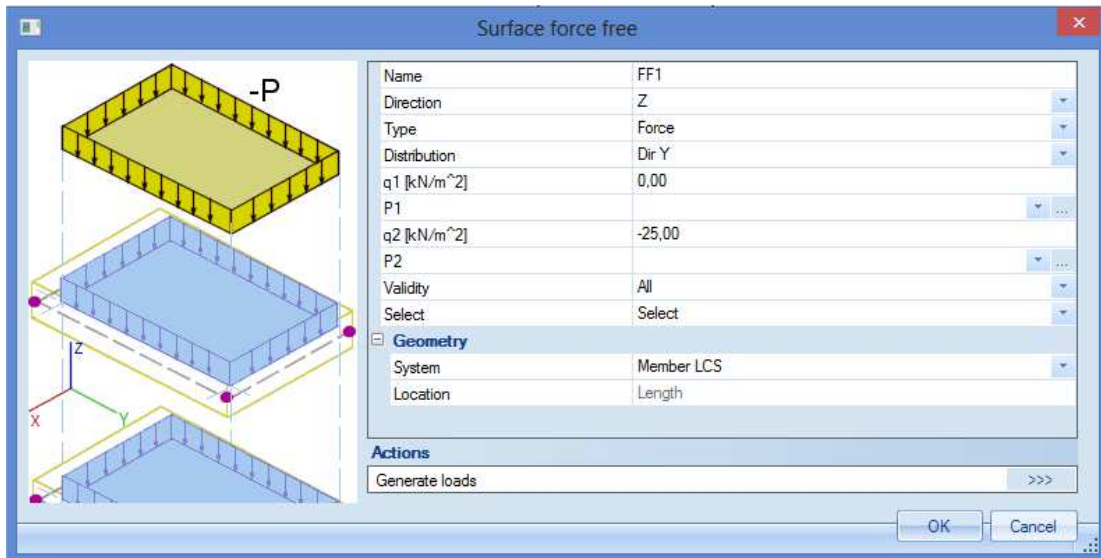 Surface force free
-P
Z
X
Y
Name FF1
Direction Z
Type Force
Distribution Dir Y
q1 [kN/m^2] 0,00
P1 ...
q2 [kN/m^2] -25,00
P2 ...
Validity All
Select Select
Geometry
System Member LCS
Location Length
Actions
Generate loads >>>
OK Cancel